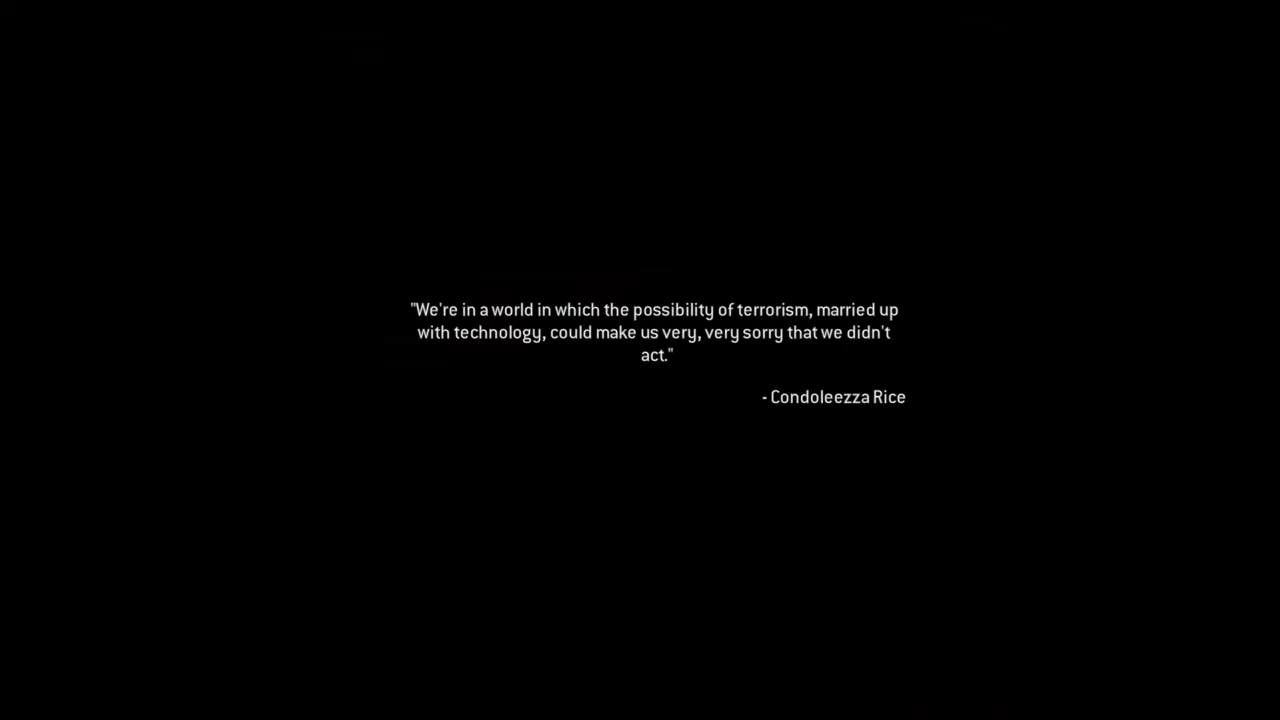 "We're in a world in which the possibility of terrorism, married up
with technology, could make us very, very sorry that we didn't
act."
- Condoleezza Rice